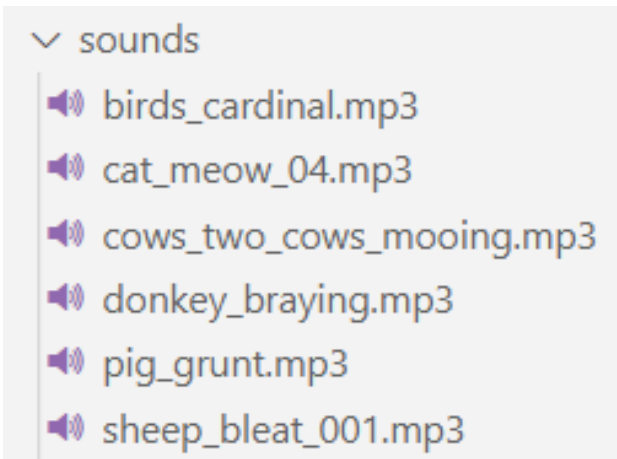 sounds
birds_cardinal.mp3
cat_meow_04.mp3
cows_two_cows_mooing.mp3
donkey_braying.mp3
pig_grunt.mp3
sheep_bleat_001.mp3